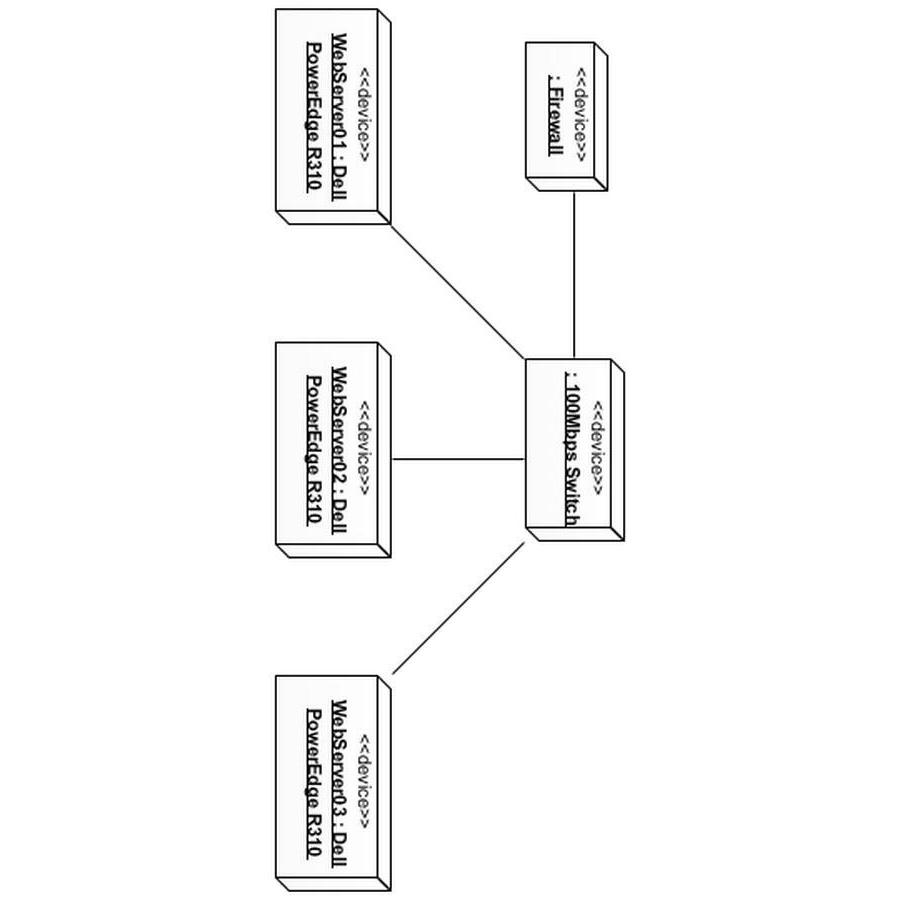 <<device>>
: Firewall
<<device>>
: 100Mbps Switch
<<device>>
WebServer01 : Dell
PowerEdge R310
<<device>>
WebServer02 : Dell
PowerEdge R310
<<device>>
WebServer03 : Dell
PowerEdge R310